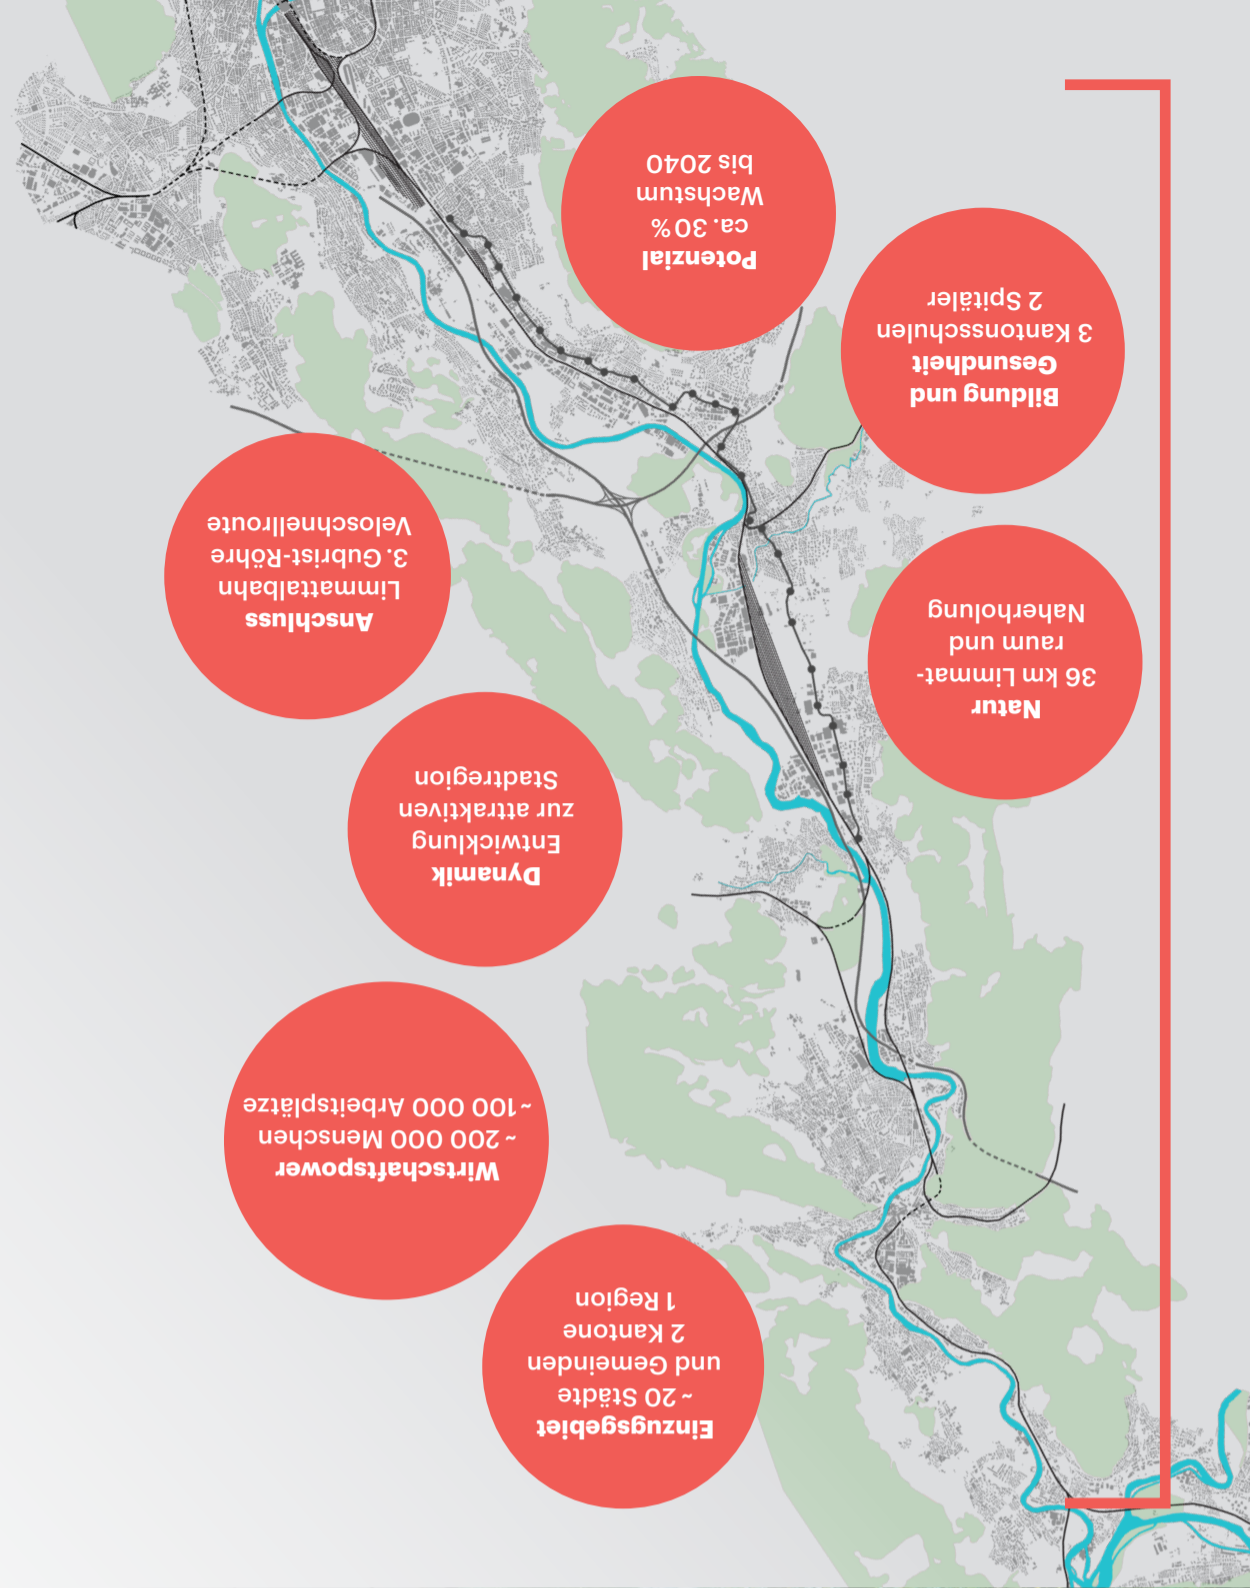 Einzugsgebiet
~ 20 Städte
und Gemeinden
2 Kantone
1 Region
Wirtschaftspower
~ 200 000 Menschen
~ 100 000 Arbeitsplätze
Dynamik
Entwicklung
zur attraktiven
Stadtregion
Natur
36 km Limmat-
raum und
Naherholung
Anschluss
Limmattalbahn
3. Gubrist-Röhre
Veloschnellroute
Bildung und
Gesundheit
3 Kantonsschulen
2 Spitäler
Potenzial
ca. 30 %
Wachstum
bis 2040